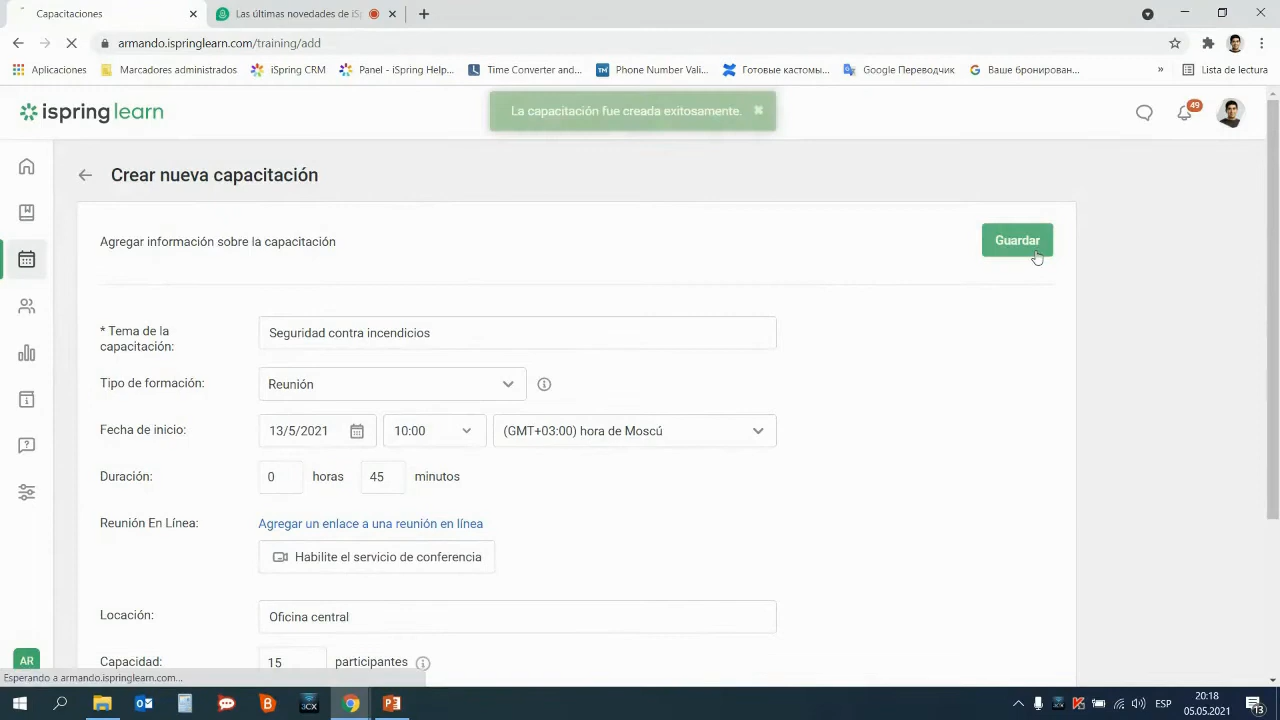 Capacitaciones
Las últimas novedades de iS
armando.ispringlearn.com/training/add
Aplicaciones
Marcadores administrados
iSpring CRM
Panel - iSpring Help...
Time Converter and...
TM
Phone Number Vali...
Готовые кастомы...
Google Переводчик
Ваше бронирован...
»
Lista de lectura
ispring learn
La capacitación fue creada exitosamente.
49
Crear nueva capacitación
Agregar información sobre la capacitación
Guardar
* Tema de la
capacitación:
Seguridad contra incendicios
Tipo de formación:
Reunión
Fecha de inicio:
13/5/2021
10:00
(GMT+03:00) hora de Moscú
Duración:
0
horas
45
minutos
Reunión En Línea:
Agregar un enlace a una reunión en línea
Habilite el servicio de conferencia
Locación:
Oficina central
Capacidad:
15
participantes
AR
Esperando a armando.ispringlearn.com...
3CX
ESP
20:18
05.05.2021
13